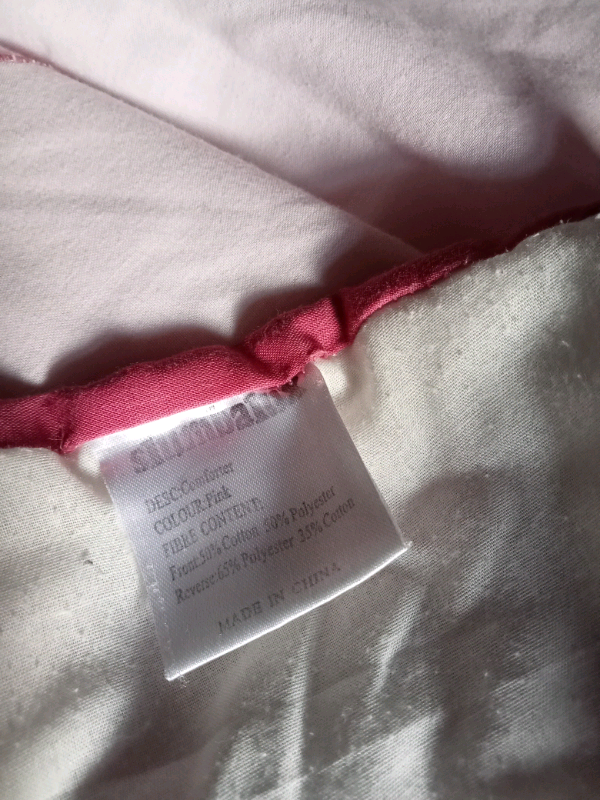 DESC:Comforter
COLOUR:Pink
FIBRE CONTENT:
Front:50% Cotton 50% Polyester
Reverse:65% Polyester 35% Cotton
MADE IN CHINA